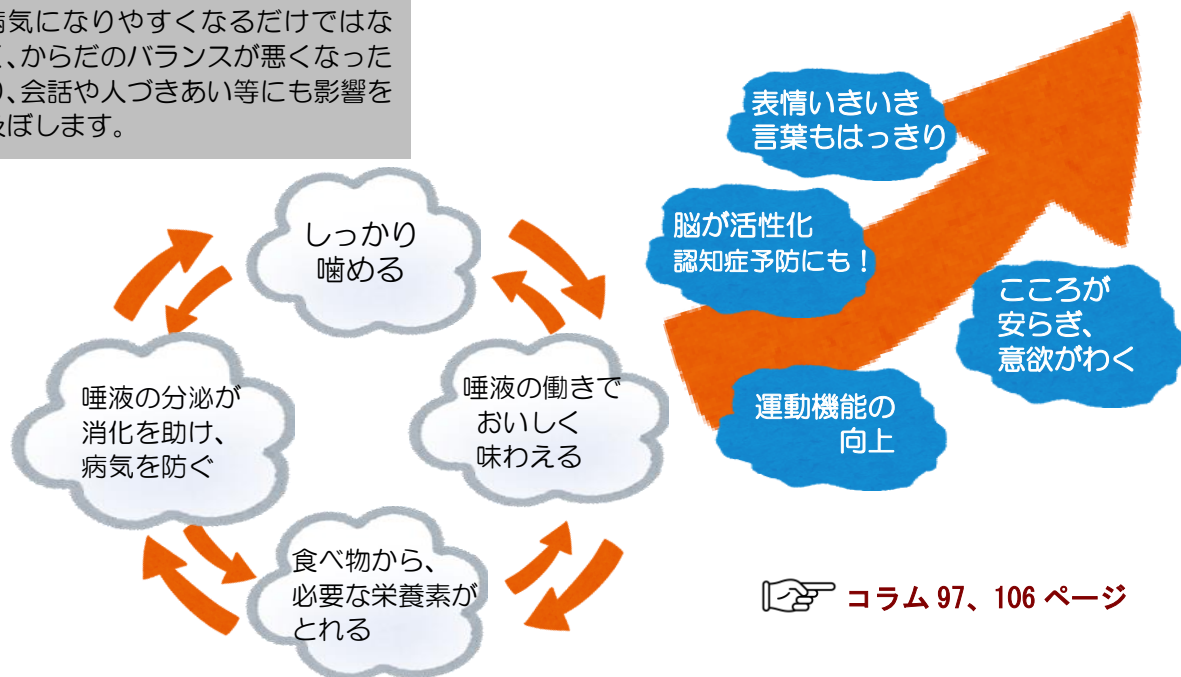 病気になりやすくなるだけではな
、からだのバランスが悪くなった
り、会話や人づきあい等にも影響を
及ぼします。
表情いきいき
言葉もはっきり
しっかり
噛める
脳が活性化
認知症予防にも！
こころが
安らぎ、
意欲がわく
唾液の分泌が
消化を助け、
病気を防ぐ
唾液の働きで
おいしく
味わえる
運動機能の
向上
食べ物から、
必要な栄養素が
とれる
コラム 97、106 ページ